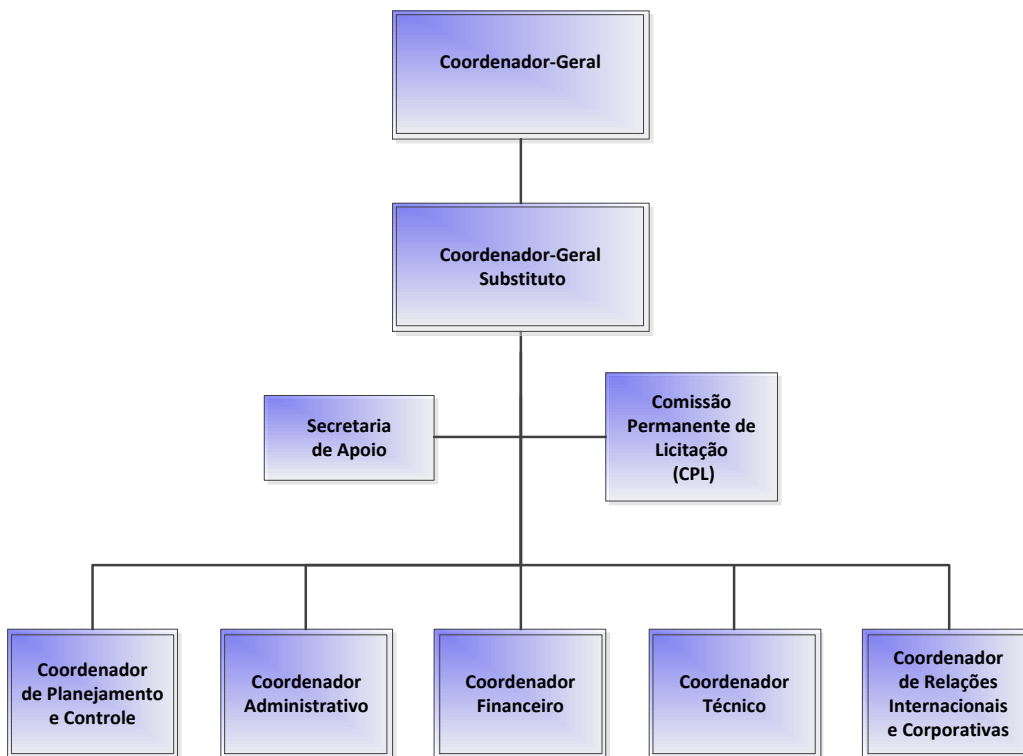 Coordenador-Geral
Coordenador-Geral
Substituto
Secretaria
de Apoio
Comissão
Permanente de
Licitação
(CPL)
Coordenador
de Planejamento
e Controle
Coordenador
Administrativo
Coordenador
Financeiro
Coordenador
Técnico
Coordenador
de Relações
Internacionais
e Corporativas